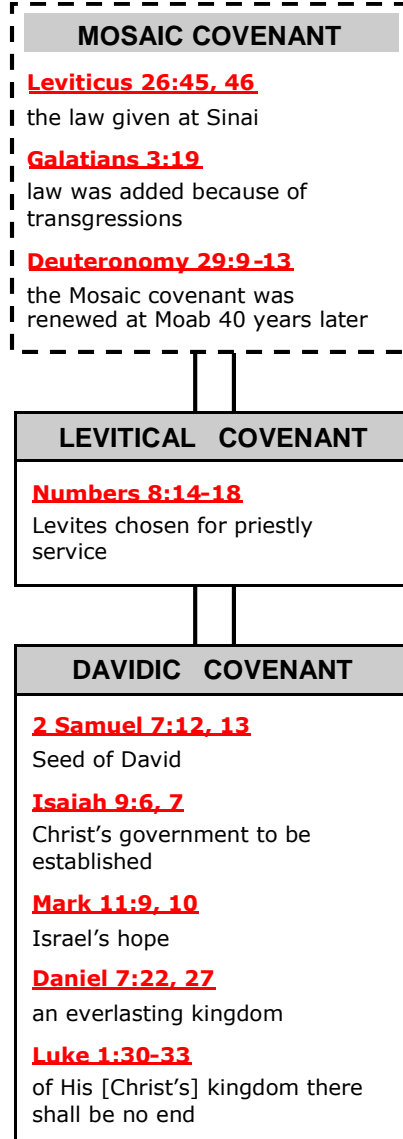 MOSAIC COVENANT
Leviticus 26:45, 46
the law given at Sinai
Galatians 3:19
law was added because of
transgressions
Deuteronomy 29:9-13
the Mosaic covenant was
renewed at Moab 40 years later
LEVITICAL COVENANT
Numbers 8:14-18
Levites chosen for priestly
service
DAVIDIC COVENANT
2 Samuel 7:12, 13
Seed of David
Isaiah 9:6, 7
Christ’s government to be
established
Mark 11:9, 10
Israel’s hope
Daniel 7:22, 27
an everlasting kingdom
Luke 1:30-33
of His [Christ’s] kingdom there
shall be no end